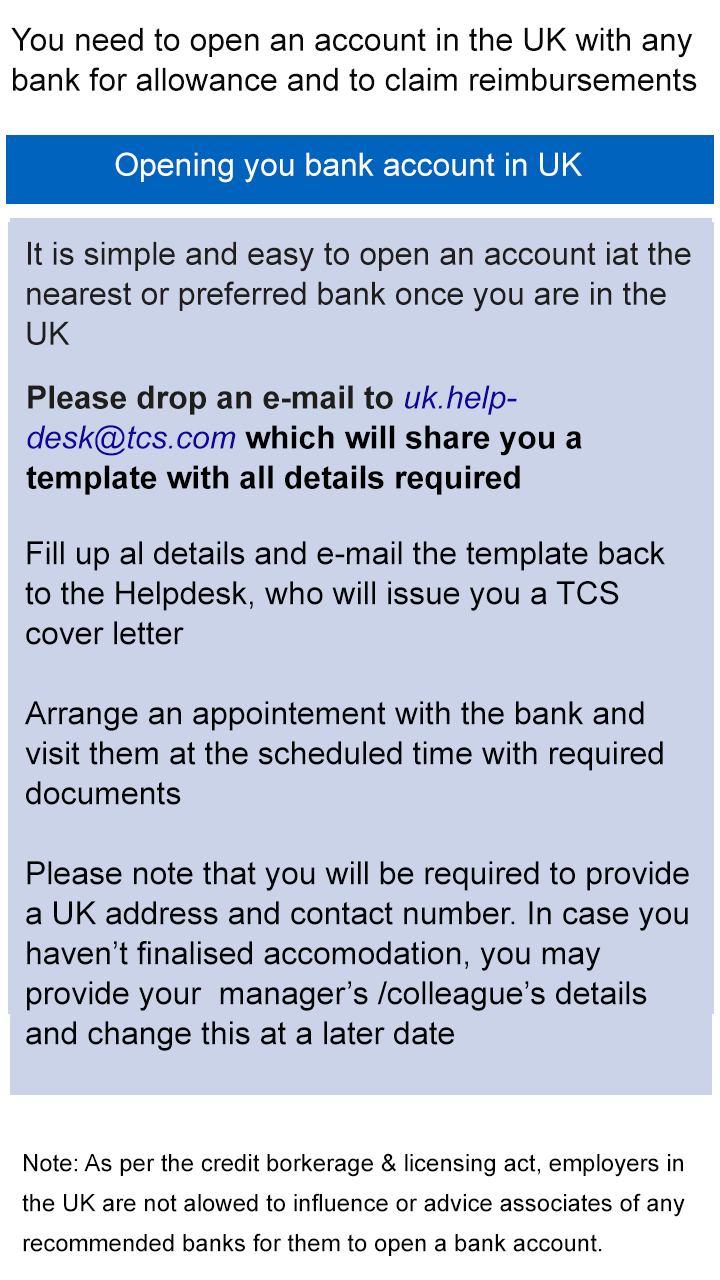 You need to open an account in the UK with any
bank for allowance and to claim reimbursements
Opening you bank account in UK
It is simple and easy to open an account iat the
nearest or preferred bank once you are in the
UK
Please drop an e-mail to uk.help-
desk@tcs.com which will share you a
template with all details required
Fill up al details and e-mail the template back
to the Helpdesk, who will issue you a TCS
cover letter
Arrange an appointement with the bank and
visit them at the scheduled time with required
documents
Please note that you will be required to provide
a UK address and contact number. In case you
haven’t finalised accomodation, you may
provide your  manager’s /colleague’s details
and change this at a later date
Note: As per the credit borkerage & licensing act, employers in
the UK are not alowed to influence or advice associates of any
recommended banks for them to open a bank account.